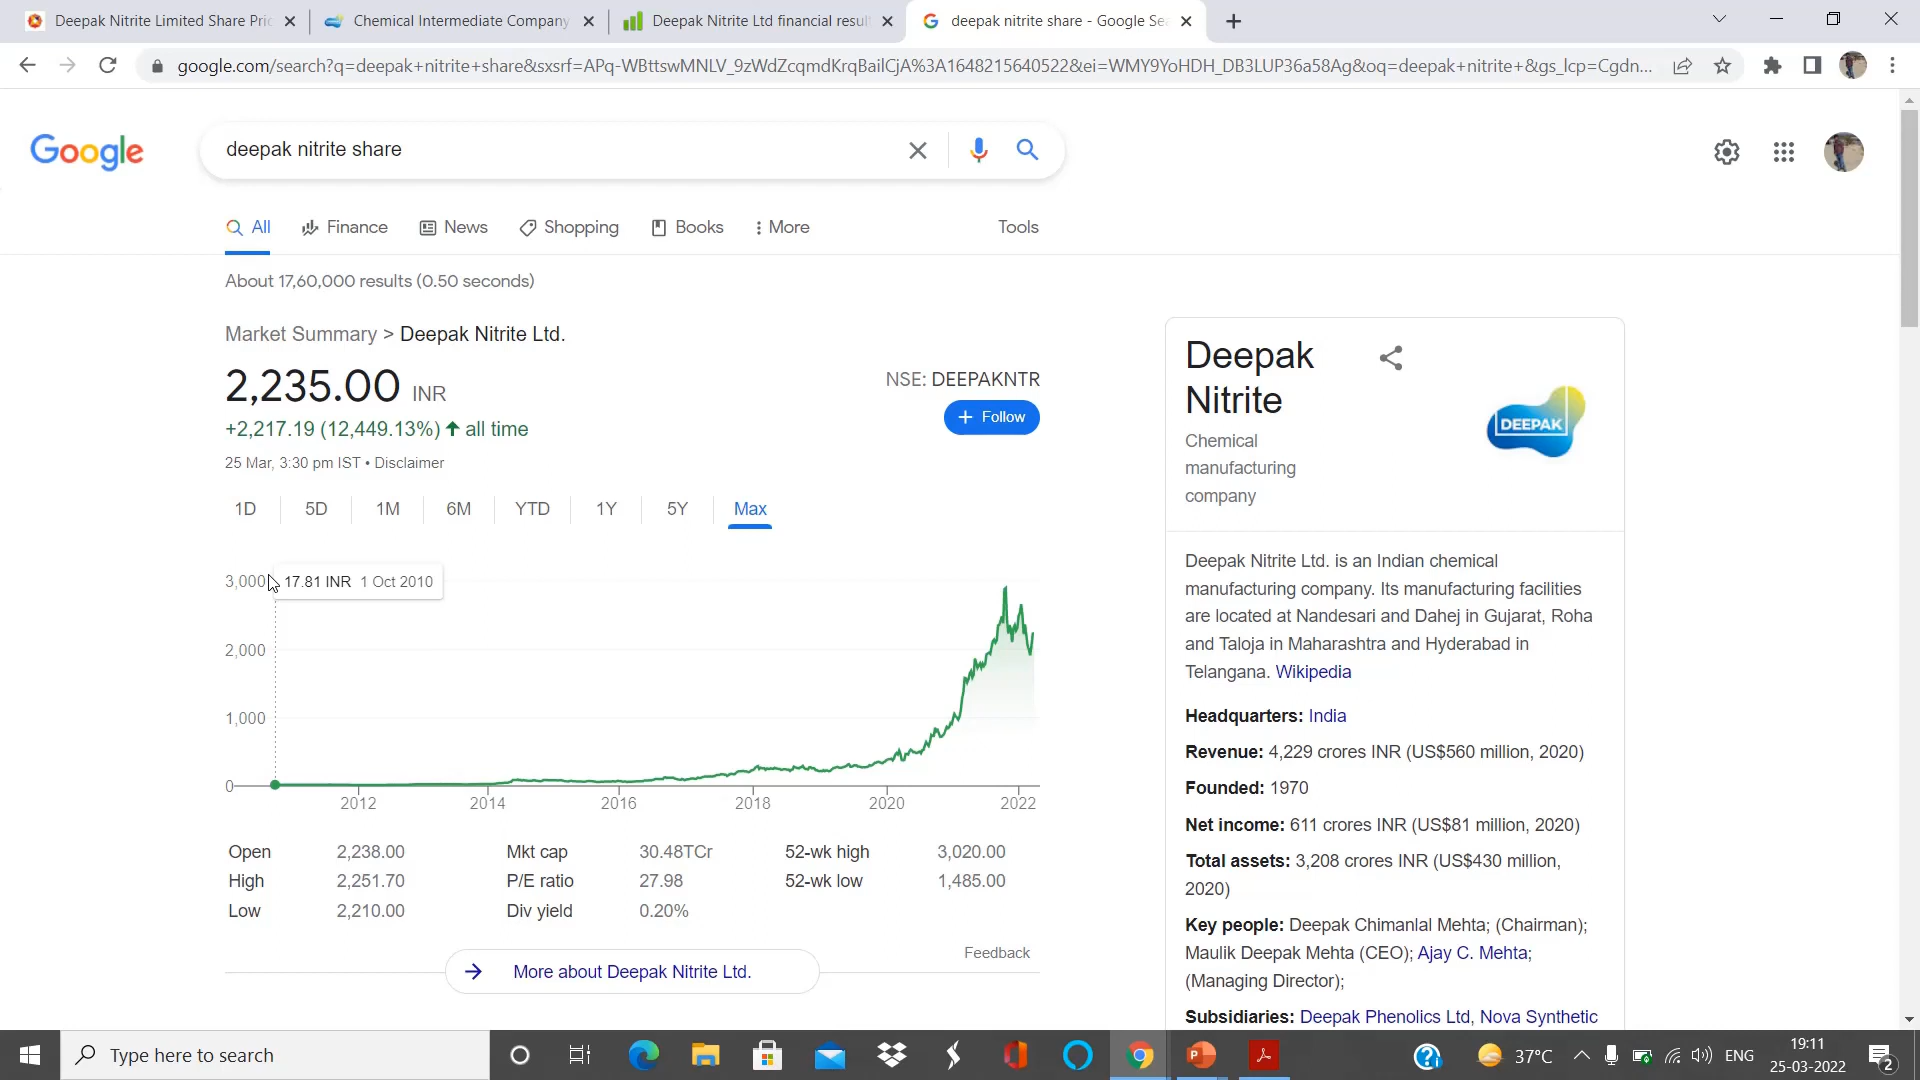 Deepak Nitrite Limited Share Pric
Chemical Intermediate Company
Deepak Nitrite Ltd financial result
deepak nitrite share - Google Sea
google.com/search?q=deepak+nitrite+share&sxsrf=APq-WBttswMNLV_9zWdZcqmdKrqBailCjA%3A1648215640522&ei=WMY9YoHDH_DB3LUP36a58Ag&oq=deepak+nitrite+&gs_lcp=Cgdn...
Google
deepak nitrite share
All
Finance
News
Shopping
Books
More
Tools
About 17,60,000 results (0.50 seconds)
Market Summary > Deepak Nitrite Ltd.
2,235.00 INR
NSE: DEEPAKNTR
+ Follow
+2,217.19 (12,449.13%) ↑ all time
25 Mar, 3:30 pm IST • Disclaimer
1D 5D 1M 6M YTD 1Y 5Y Max
17.81 INR 1 Oct 2010
3,000
2,000
1,000
0
2012 2014 2016 2018 2020 2022
Open 2,238.00 Mkt cap 30.48TCr 52-wk high 3,020.00
High 2,251.70 P/E ratio 27.98 52-wk low 1,485.00
Low 2,210.00 Div yield 0.20%
Feedback
More about Deepak Nitrite Ltd.
Deepak
Nitrite
DEEPAK
Chemical
manufacturing
company
Deepak Nitrite Ltd. is an Indian chemical
manufacturing company. Its manufacturing facilities
are located at Nandesari and Dahej in Gujarat, Roha
and Taloja in Maharashtra and Hyderabad in
Telangana. Wikipedia
Headquarters: India
Revenue: 4,229 crores INR (US$560 million, 2020)
Founded: 1970
Net income: 611 crores INR (US$81 million, 2020)
Total assets: 3,208 crores INR (US$430 million,
2020)
Key people: Deepak Chimanlal Mehta; (Chairman);
Maulik Deepak Mehta (CEO); Ajay C. Mehta;
(Managing Director);
Subsidiaries: Deepak Phenolics Ltd, Nova Synthetic
Type here to search
37°C
ENG
19:11
25-03-2022
2